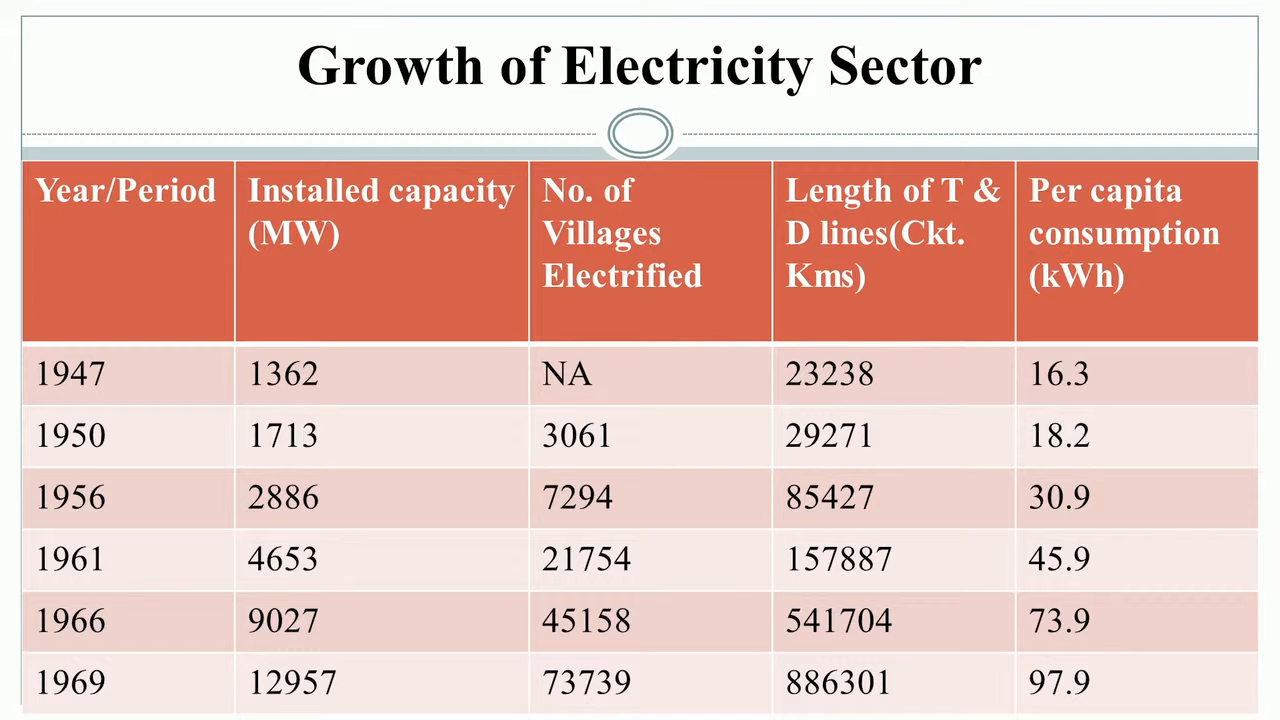 Growth of Electricity Sector
Year/Period Installed capacity (MW) No. of Villages Electrified Length of T & D lines(Ckt. Kms) Per capita consumption (kWh)
1947 1362 NA 23238 16.3
1950 1713 3061 29271 18.2
1956 2886 7294 85427 30.9
1961 4653 21754 157887 45.9
1966 9027 45158 541704 73.9
1969 12957 73739 886301 97.9